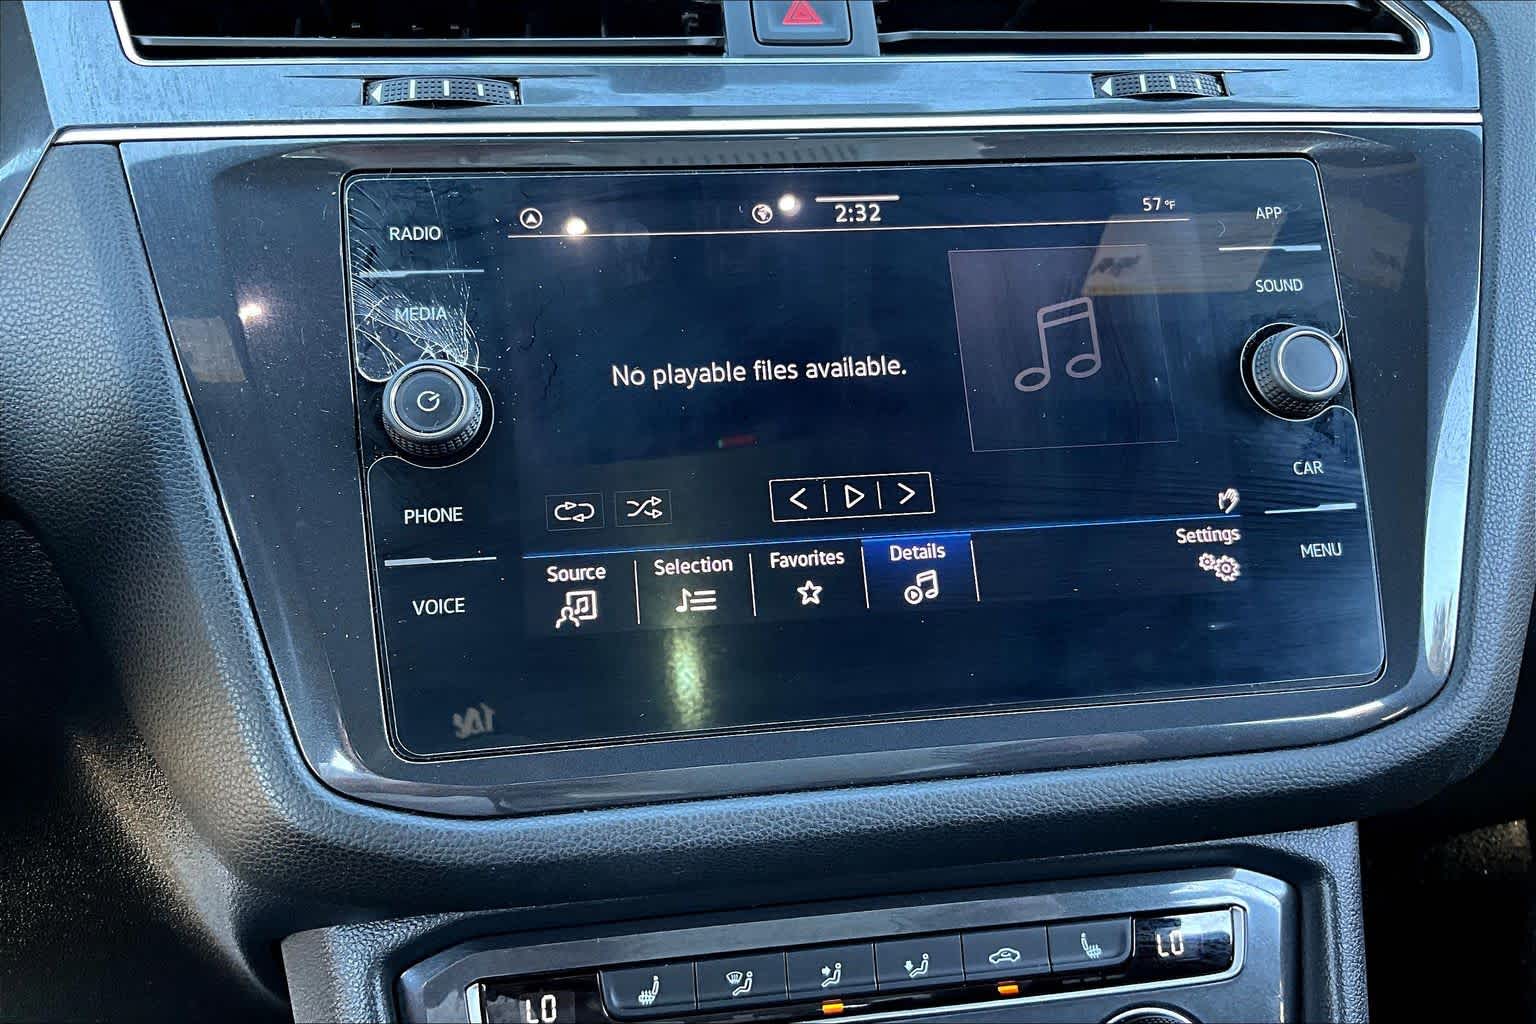 2:32
57 °F
RADIO
APP
MEDIA
SOUND
No playable files available.
CAR
PHONE
Settings
Source
Selection
Favorites
Details
MENU
VOICE
LO
LO